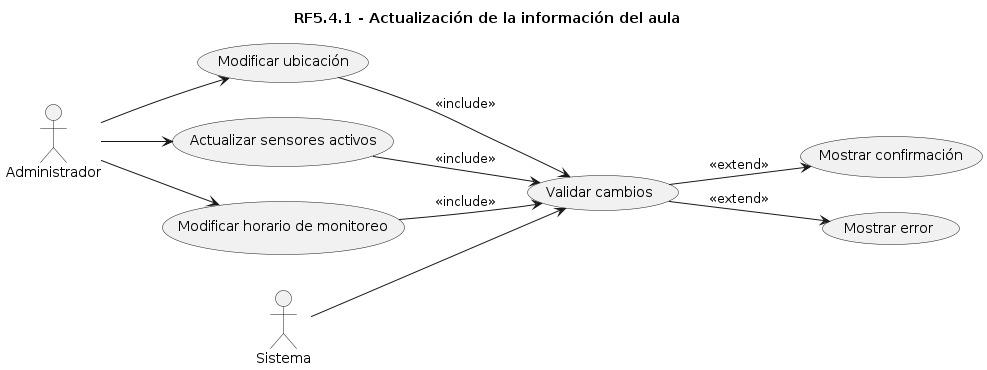 RF5.4.1 - Actualización de la información del aula
Modificar ubicación
«include»
Administrador
Actualizar sensores activos
«include»
Modificar horario de monitoreo
«include»
Validar cambios
«extend»
Mostrar confirmación
«extend»
Mostrar error
Sistema